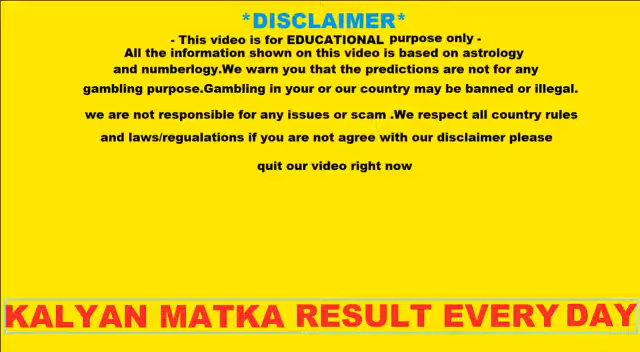 *DISCLAIMER*
- This video is for EDUCATIONAL purpose only -
All the information shown on this video is based on astrology
and numberlogy.We warn you that the predictions are not for any
gambling purpose.Gambling in your or our country may be banned or illegal.
we are not responsible for any issues or scam .We respect all country rules
and laws/regualations if you are not agree with our disclaimer please
quit our video right now
KALYAN MATKA RESULT EVERY DAY